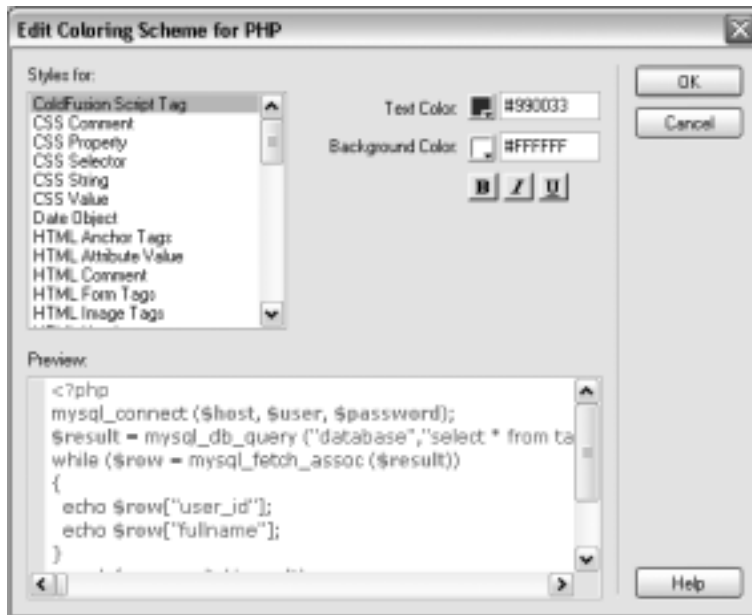 Edit Coloring Scheme for PHP
Styles for:
ColdFusion Script Tag
CSS Comment
CSS Property
CSS Selector
CSS String
CSS Value
Date Object
HTML Anchor Tags
HTML Attribute Value
HTML Comment
HTML Form Tags
HTML Image Tags
Text Color: #990033
Background Color: #FFFFFF
B I U
OK
Cancel
Preview:
<?php
mysql_connect ($host, $user, $password);
$result = mysql_db_query ("database","select * from ta
while ($row = mysql_fetch_assoc ($result))
{
echo $row["user_id"];
echo $row["fullname"];
}
Help